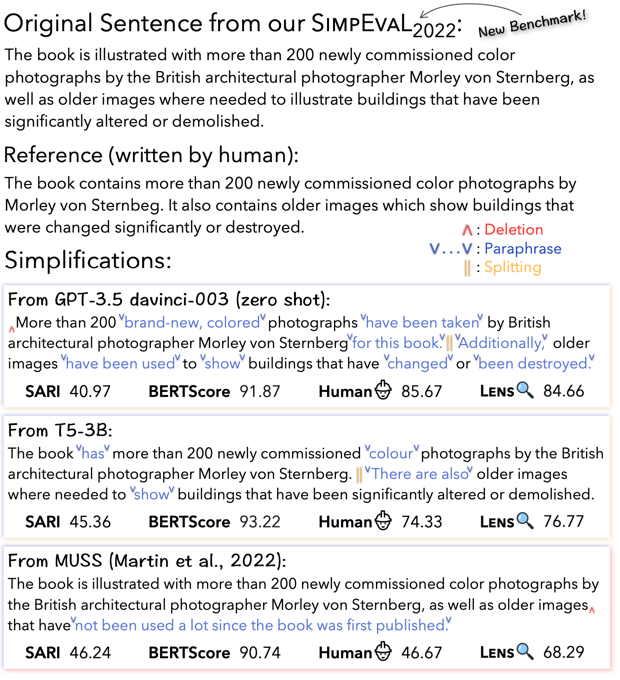 Original Sentence from our SIMPEVAL2022:
New Benchmark!
The book is illustrated with more than 200 newly commissioned color
photographs by the British architectural photographer Morley von Sternberg, as
well as older images where needed to illustrate buildings that have been
significantly altered or demolished.
Reference (written by human):
The book contains more than 200 newly commissioned color photographs by
Morley von Sternbeg. It also contains older images which show buildings that
were changed significantly or destroyed.
∧ : Deletion
∨...∨ : Paraphrase
|| : Splitting
Simplifications:
From GPT-3.5 davinci-003 (zero shot):
∧More than 200 ∨brand-new, colored∨ photographs ∨have been taken∨ by British
architectural photographer Morley von Sternberg ∨for this book.∨ || ∨Additionally,∨ older
images ∨have been used∨ to ∨show∨ buildings that have ∨changed∨ or ∨been destroyed.∨
SARI 40.97 BERTScore 91.87 Human 85.67 LENS 84.66
From T5-3B:
The book ∨has∨ more than 200 newly commissioned ∨colour∨ photographs by the British
architectural photographer Morley von Sternberg. || ∨There are also∨ older images
where needed to ∨show∨ buildings that have been significantly altered or demolished.
SARI 45.36 BERTScore 93.22 Human 74.33 LENS 76.77
From MUSS (Martin et al., 2022):
The book is illustrated with more than 200 newly commissioned color photographs by
the British architectural photographer Morley von Sternberg, as well as older images∧
that have ∨not been used a lot since the book was first published.∨
SARI 46.24 BERTScore 90.74 Human 46.67 LENS 68.29